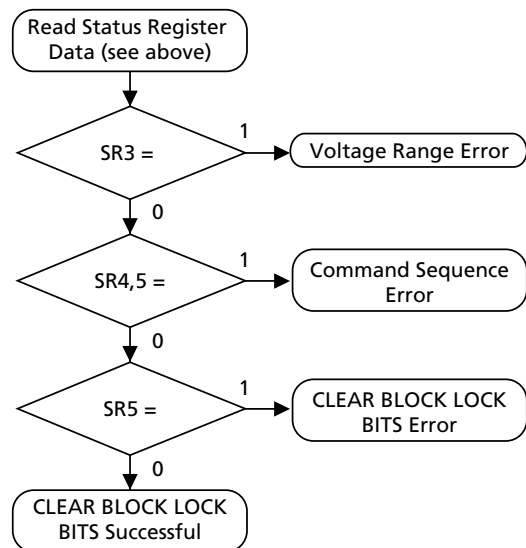 Read Status Register
Data (see above)
SR3 =
1
Voltage Range Error
0
SR4,5 =
1
Command Sequence
Error
0
SR5 =
1
CLEAR BLOCK LOCK
BITS Error
0
CLEAR BLOCK LOCK
BITS Successful